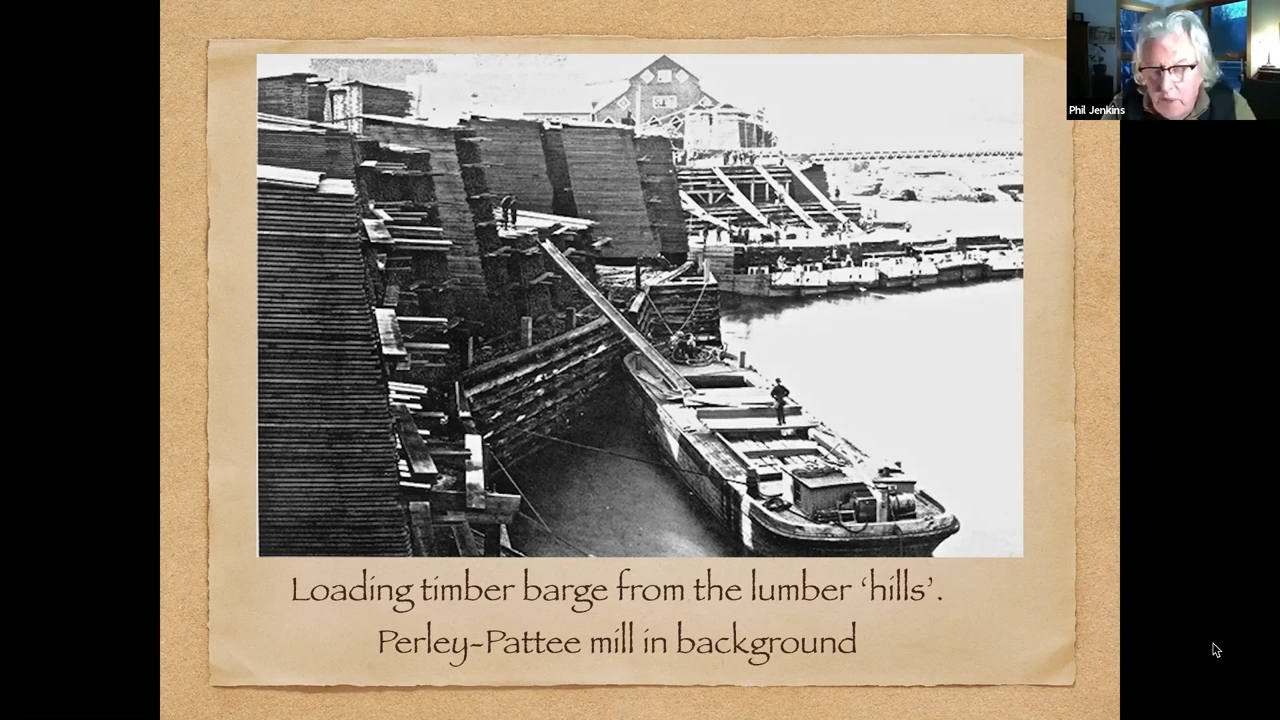 Phil Jenkins
Loading timber barge from the lumber ‘hills’.
Perley-Pattee mill in background